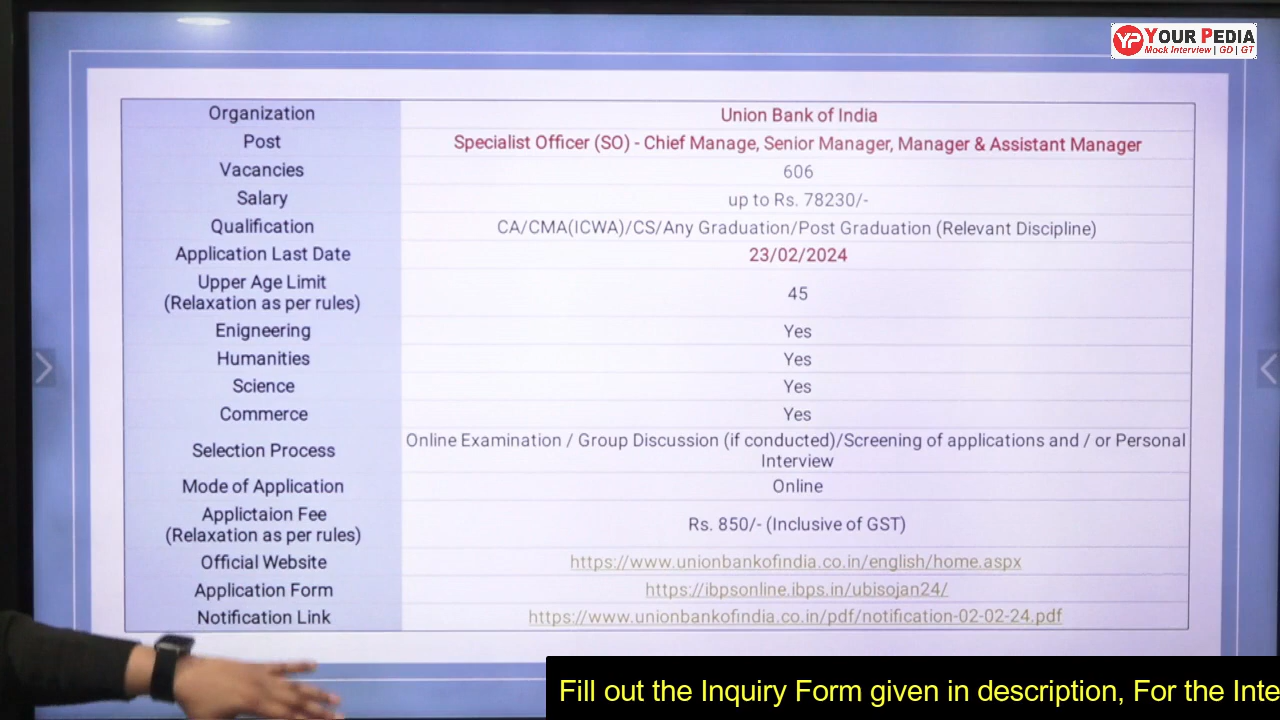 YP YOUR PEDIA
Mock Interview | GD | GT
Organization Union Bank of India
Post Specialist Officer (SO) - Chief Manage, Senior Manager, Manager & Assistant Manager
Vacancies 606
Salary up to Rs. 78230/-
Qualification CA/CMA(ICWA)/CS/Any Graduation/Post Graduation (Relevant Discipline)
Application Last Date 23/02/2024
Upper Age Limit
(Relaxation as per rules) 45
Enigneering Yes
Humanities Yes
Science Yes
Commerce Yes
Selection Process Online Examination / Group Discussion (if conducted)/Screening of applications and / or Personal
Interview
Mode of Application Online
Applictaion Fee
(Relaxation as per rules) Rs. 850/- (Inclusive of GST)
Official Website https://www.unionbankofindia.co.in/english/home.aspx
Application Form https://ibpsonline.ibps.in/ubisojan24/
Notification Link https://www.unionbankofindia.co.in/pdf/notification-02-02-24.pdf
Fill out the Inquiry Form given in description, For the Inte